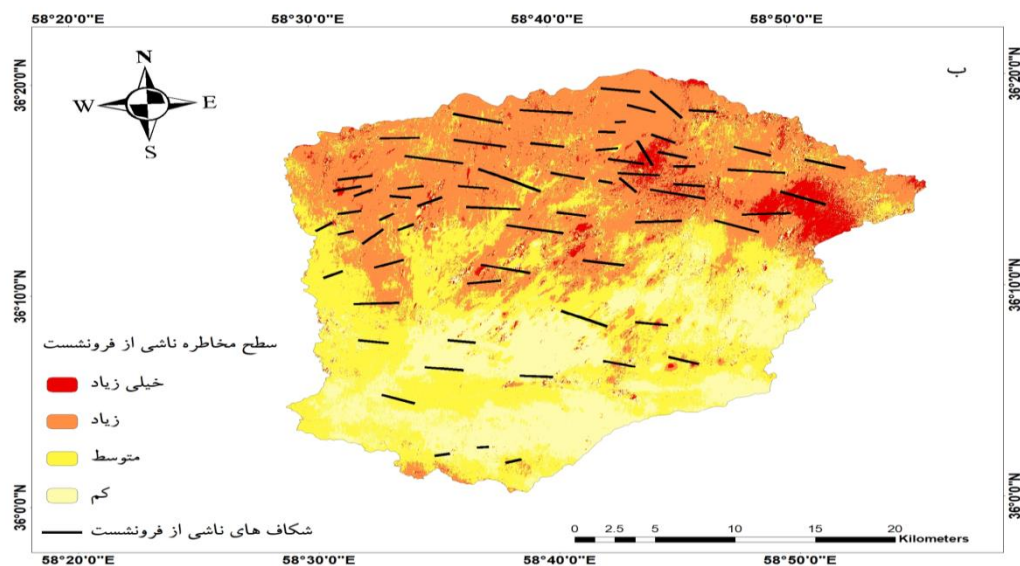 58°20'0"E 58°30'0"E 58°40'0"E 58°50'0"E
36°20'0"N 36°20'0"N
ب
N
W E
S
36°10'0"N 36°10'0"N
سطح مخاطره ناشی از فرونشست
خیلی زیاد
زیاد
متوسط
کم
36°0'0"N 36°0'0"N
شکاف های ناشی از فرونشست
0 2.5 5 10 15 20
Kilometers
58°20'0"E 58°30'0"E 58°40'0"E 58°50'0"E